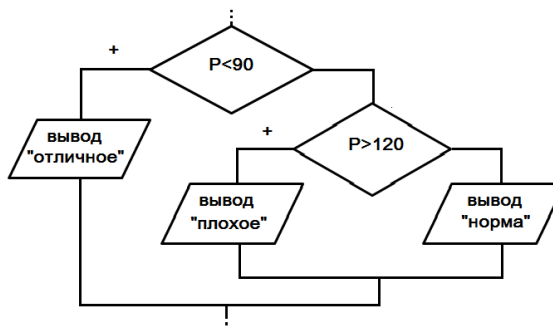 P<90
+
вывод
"отличное"
+
P>120
вывод
"плохое"
вывод
"норма"